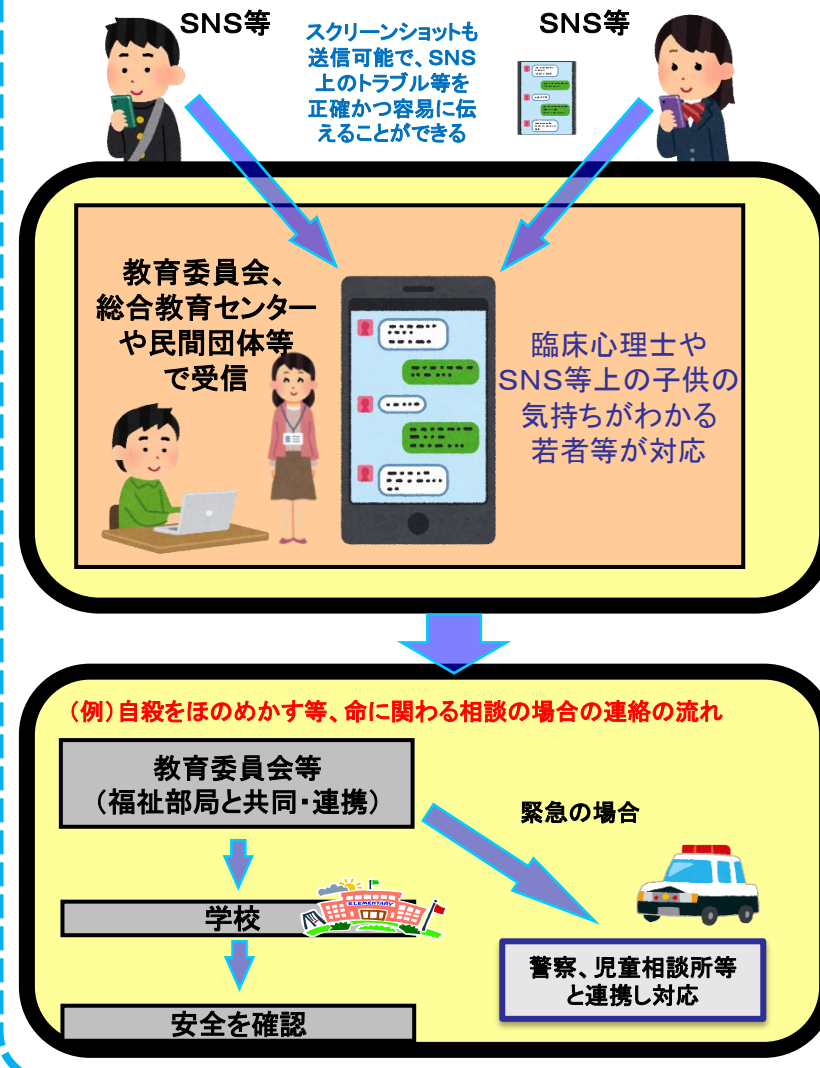 SNS等
スクリーンショットも
送信可能で、SNS
上のトラブル等を
正確かつ容易に伝
えることができる
SNS等
教育委員会、
総合教育センター
や民間団体等
で受信
臨床心理士や
SNS等上の子供の
気持ちがわかる
若者等が対応
（例）自殺をほのめかす等、命に関わる相談の場合の連絡の流れ
教育委員会等
（福祉部局と共同・連携）
緊急の場合
学校
ELEMENTARY
警察、児童相談所等
と連携し対応
安全を確認